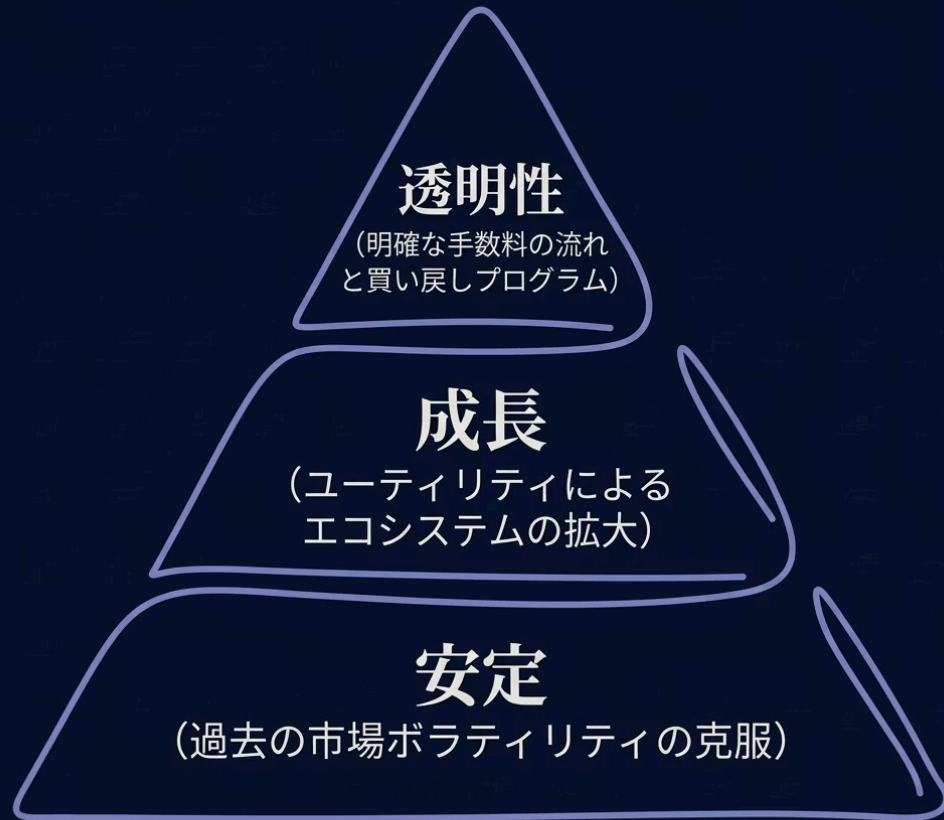 透明性
（明確な手数料の流れ
と買い戻しプログラム）
成長
（ユーティリティによる
エコシステムの拡大）
安定
（過去の市場ボラティリティの克服）